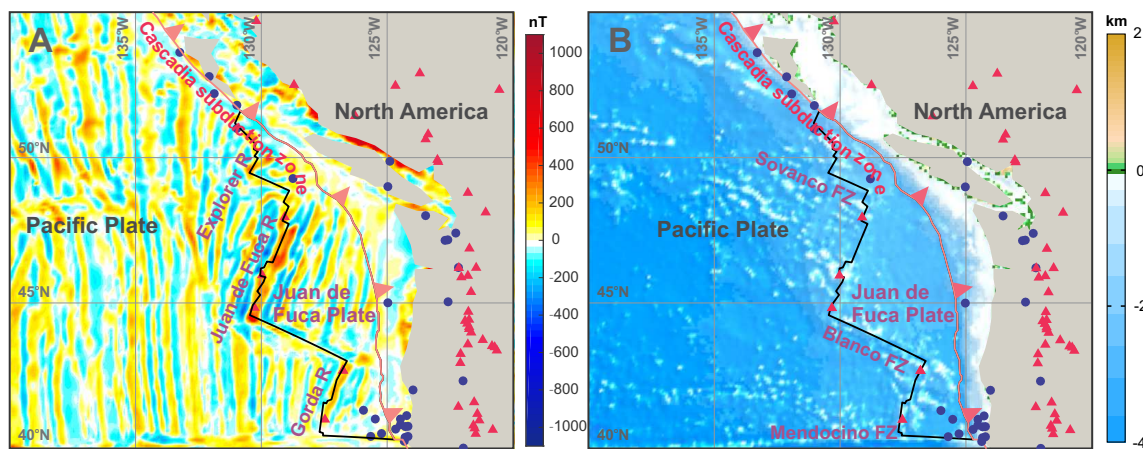 A
135°W
130°W
125°W
120°W
Cascadia subduction zone
North America
50°N
Explorer R
Pacific Plate
Juan de Fuca R
45°N
Juan de
Fuca Plate
Gorda R
40°N
nT
1000
800
600
400
200
0
-200
-400
-600
-800
-1000
B
135°W
130°W
125°W
120°W
Cascadia subduction zone
North America
50°N
Sovanco FZ
Pacific Plate
45°N
Juan de
Fuca Plate
Blanco FZ
Mendocino FZ
40°N
km
2
0
-2
-4